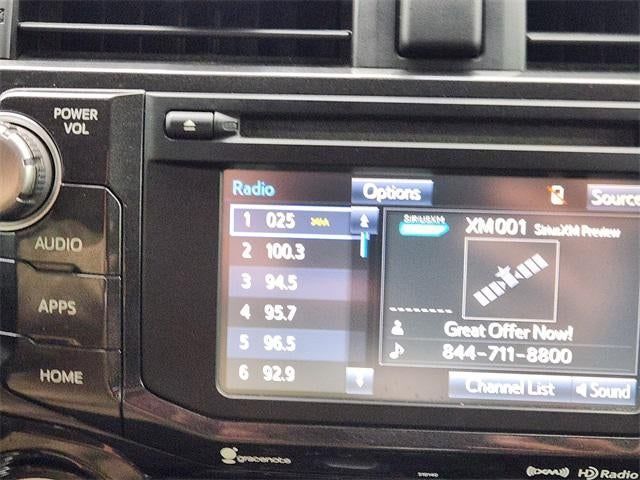 POWER
VOL
AUDIO
APPS
HOME
Radio
Options
Source
1 025 XM
2 100.3
3 94.5
4 95.7
5 96.5
6 92.9
SIRIUSXM
XM001 SiriusXM Preview
Great Offer Now!
844-711-8800
Channel List
Sound
gracenote
((XM))
HD Radio